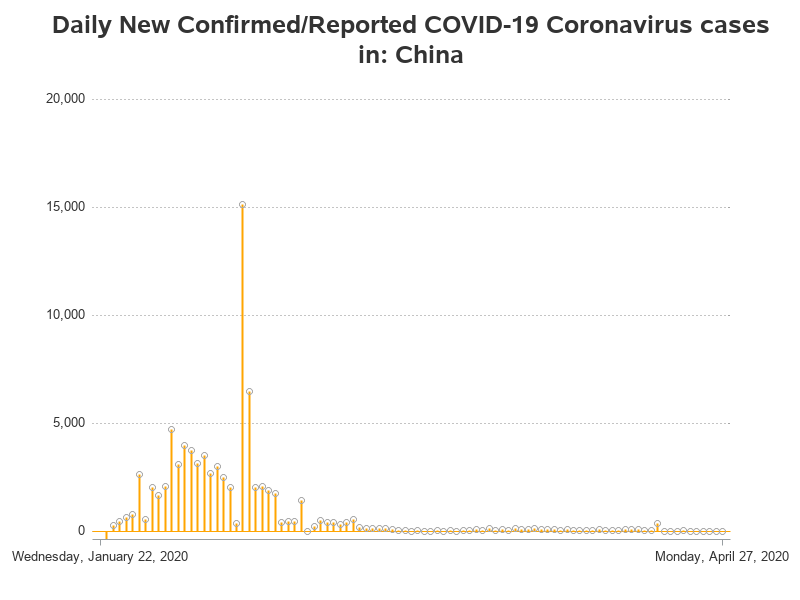 Daily New Confirmed/Reported COVID-19 Coronavirus cases
in: China
20,000
15,000
10,000
5,000
0
Wednesday, January 22, 2020
Monday, April 27, 2020